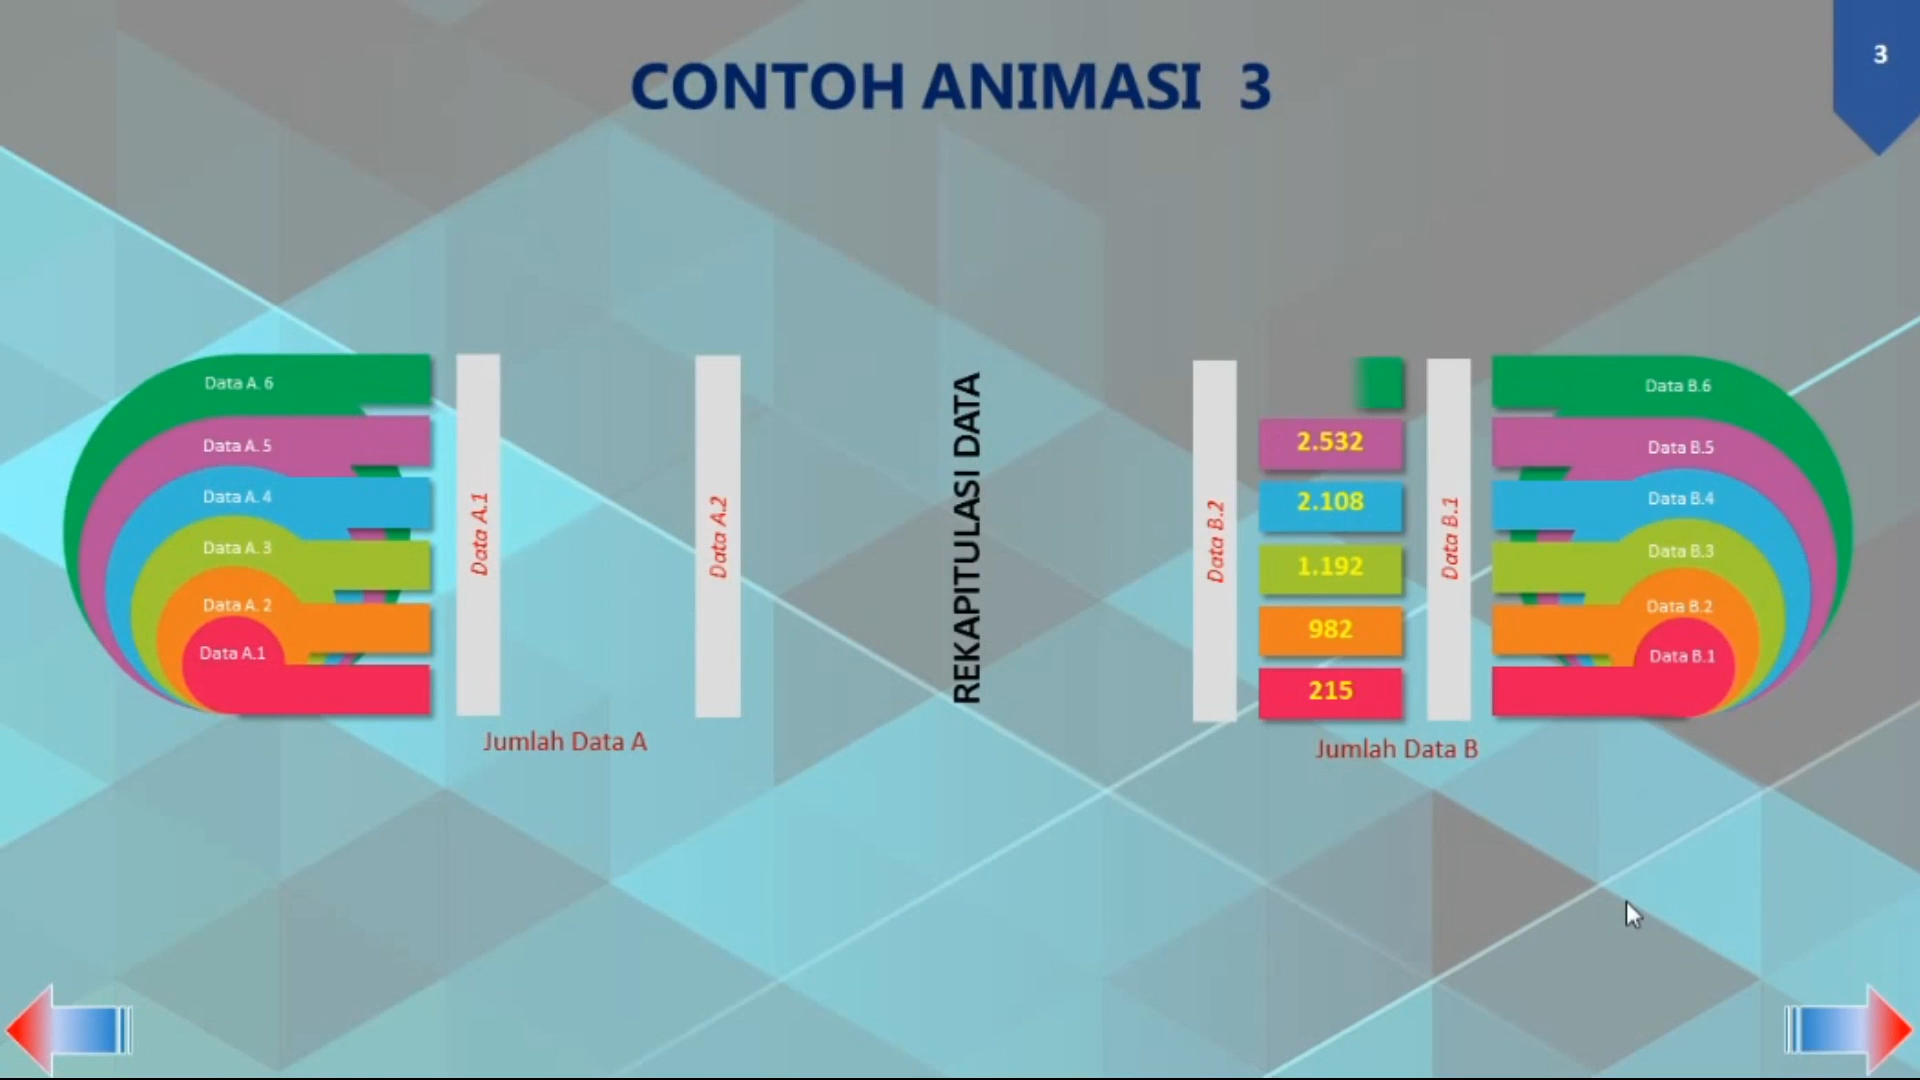 CONTOH ANIMASI 3
3
Data A. 6
Data A. 5
Data A. 4
Data A. 3
Data A. 2
Data A.1
Data A.1
Data A.2
Jumlah Data A
REKAPITULASI DATA
Data B.2
2.532
2.108
1.192
982
215
Data B.1
Jumlah Data B
Data B.6
Data B.5
Data B.4
Data B.3
Data B.2
Data B.1